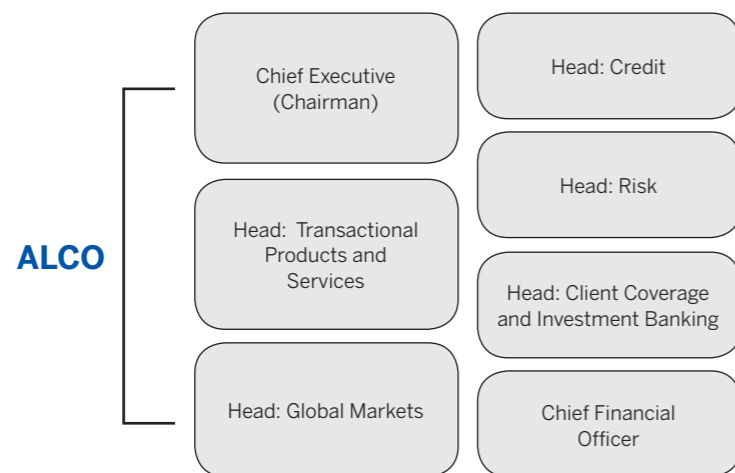 ALCO
Chief Executive
(Chairman)
Head: Transactional
Products and
Services
Head: Global Markets
Head: Credit
Head: Risk
Head: Client Coverage
and Investment Banking
Chief Financial
Officer